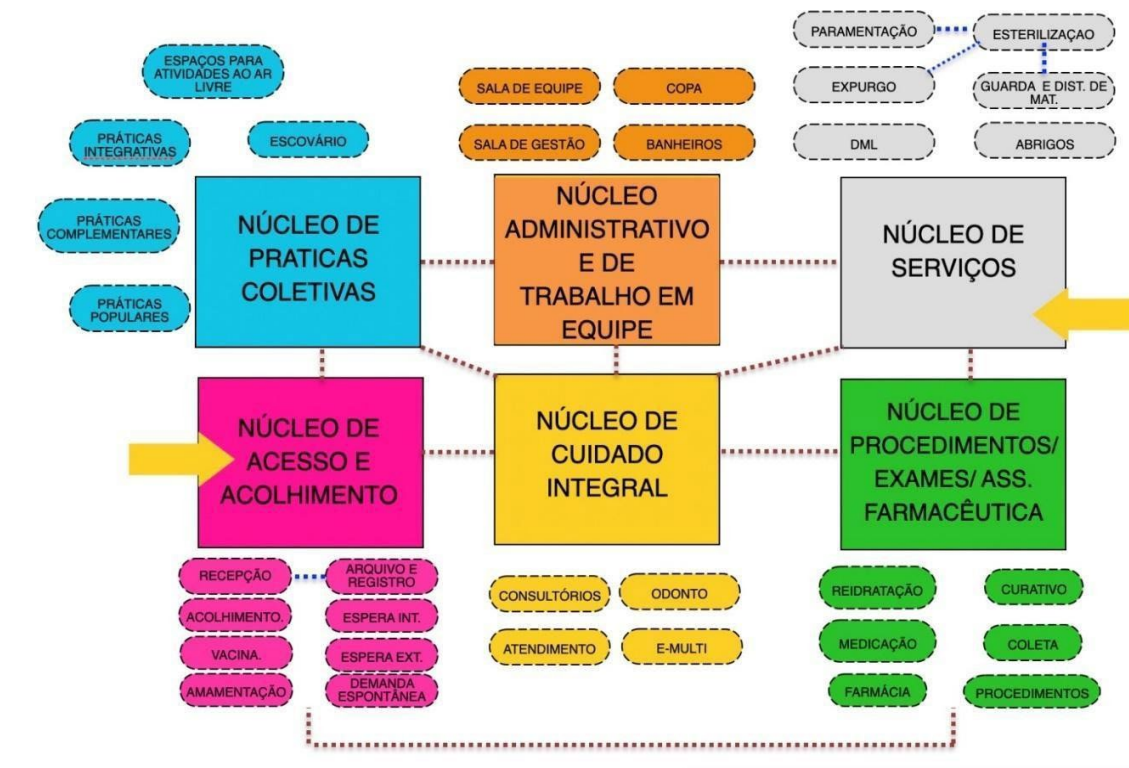 PARAMENTAÇÃO
ESTERILIZAÇAO
ESPAÇOS PARA
ATIVIDADES AO AR
LIVRE
SALA DE EQUIPE
COPA
EXPURGO
GUARDA E DIST. DE
MAT.
PRÁTICAS
INTEGRATIVAS
ESCOVÁRIO
SALA DE GESTÃO
BANHEIROS
DML
ABRIGOS
PRÁTICAS
COMPLEMENTARES
PRÁTICAS
POPULARES
NÚCLEO DE
PRATICAS
COLETIVAS
NÚCLEO
ADMINISTRATIVO
E DE
TRABALHO EM
EQUIPE
NÚCLEO DE
SERVIÇOS
NÚCLEO DE
ACESSO E
ACOLHIMENTO
NÚCLEO DE
CUIDADO
INTEGRAL
NÚCLEO DE
PROCEDIMENTOS/
EXAMES/ ASS.
FARMACÊUTICA
RECEPÇÃO
ARQUIVO E
REGISTRO
ACOLHIMENTO.
ESPERA INT.
VACINA.
ESPERA EXT.
AMAMENTAÇÃO
DEMANDA
ESPONTÂNEA
CONSULTÓRIOS
ODONTO
ATENDIMENTO
E-MULTI
REIDRATAÇÃO
CURATIVO
MEDICAÇÃO
COLETA
FARMÁCIA
PROCEDIMENTOS